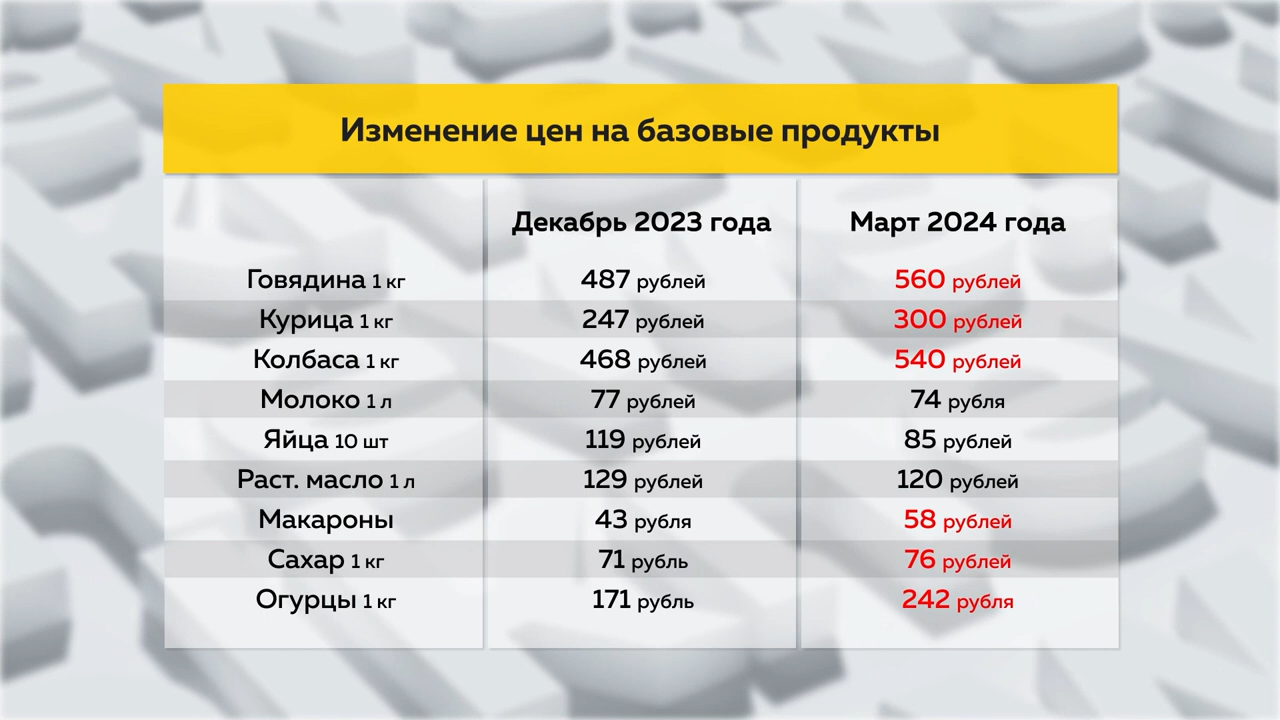 Изменение цен на базовые продукты
Декабрь 2023 года Март 2024 года
Говядина 1 кг 487 рублей 560 рублей
Курица 1 кг 247 рублей 300 рублей
Колбаса 1 кг 468 рублей 540 рублей
Молоко 1 л 77 рублей 74 рубля
Яйца 10 шт 119 рублей 85 рублей
Раст. масло 1 л 129 рублей 120 рублей
Макароны 43 рубля 58 рублей
Сахар 1 кг 71 рубль 76 рублей
Огурцы 1 кг 171 рубль 242 рубля